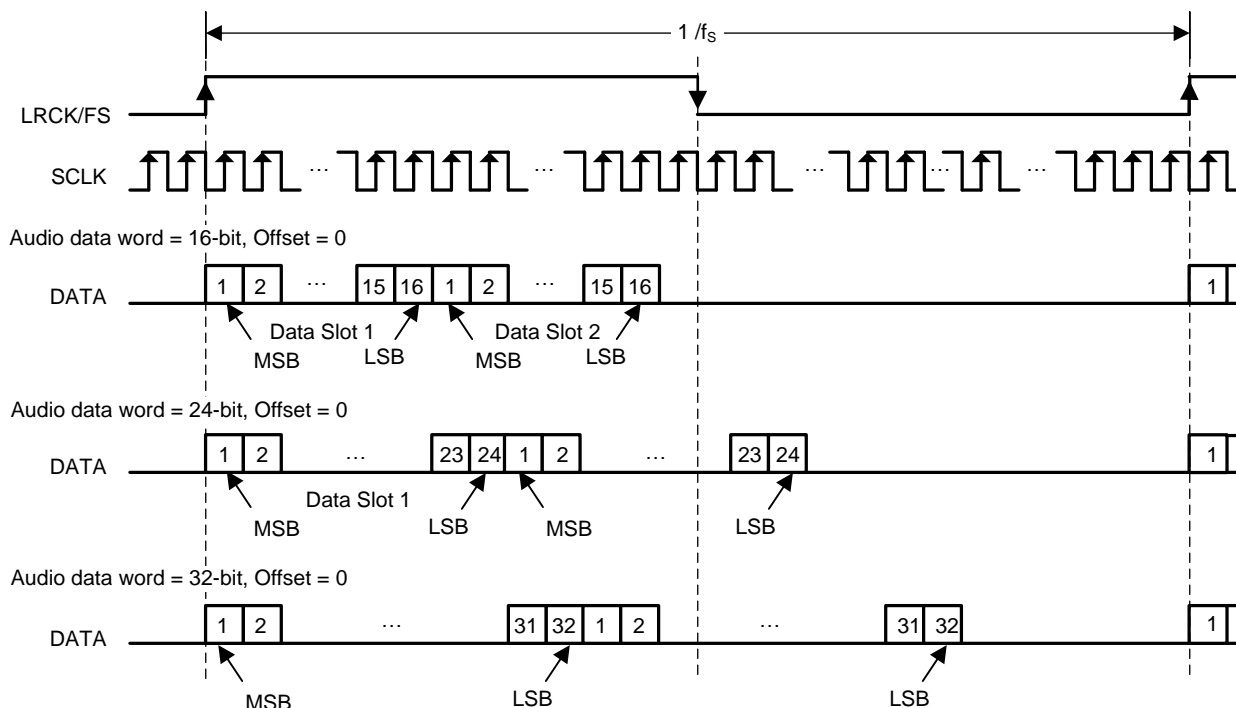 1 /fS
LRCK/FS
SCLK … … … … …
Audio data word = 16-bit, Offset = 0
DATA 1 2 … 15 16 1 2 … 15 16 1
Data Slot 1 Data Slot 2
MSB LSB MSB LSB
Audio data word = 24-bit, Offset = 0
DATA 1 2 … 23 24 1 2 … 23 24 1
Data Slot 1
MSB LSB MSB LSB
Audio data word = 32-bit, Offset = 0
DATA 1 2 … 31 32 1 2 … 31 32 1
MSB LSB LSB